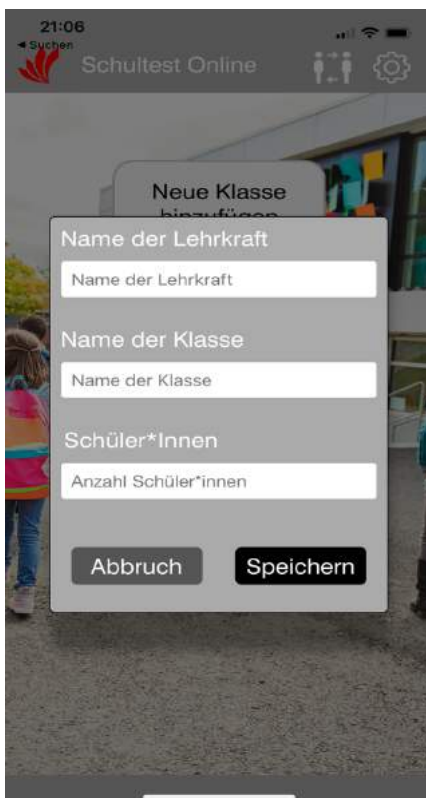 21:06
◀ Suchen
Schultest Online
Neue Klasse
hinzufügen
Name der Lehrkraft
Name der Lehrkraft
Name der Klasse
Name der Klasse
Schüler*Innen
Anzahl Schüler*innen
Abbruch
Speichern